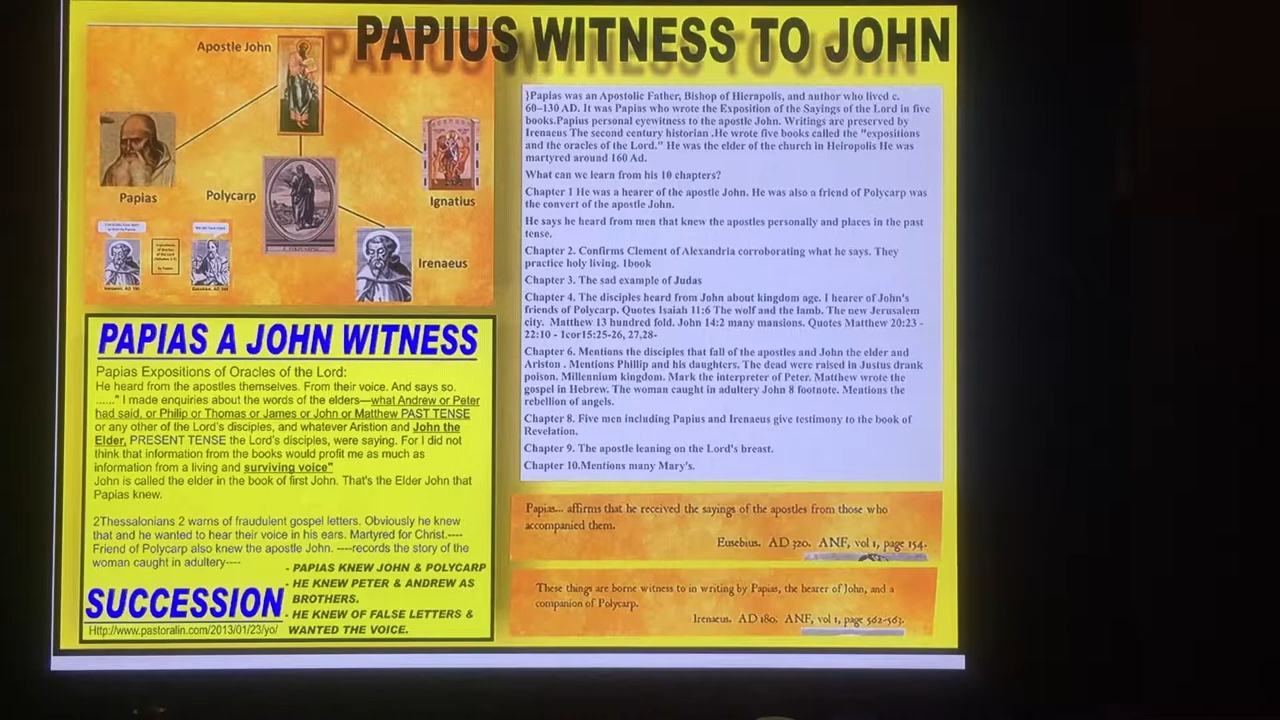 PAPIUS WITNESS TO JOHN
Apostle John
Papias
Polycarp
Ignatius
Irenaeus
Irenaeus, AD 180
Eusebius, AD 300
PAPIAS A JOHN WITNESS
Papias Expositions of Oracles of the Lord:
He heard from the apostles themselves. From their voice. And says so.
......" I made enquiries about the words of the elders—what Andrew or Peter
had said, or Philip or Thomas or James or John or Matthew PAST TENSE
or any other of the Lord's disciples, and whatever Aristion and John the
Elder, PRESENT TENSE the Lord's disciples, were saying. For I did not
think that information from the books would profit me as much as
information from a living and surviving voice"
John is called the elder in the book of first John. That's the Elder John that
Papias knew.
2Thessalonians 2 warns of fraudulent gospel letters. Obviously he knew
that and he wanted to hear their voice in his ears. Martyred for Christ.----
Friend of Polycarp also knew the apostle John. ----records the story of the
woman caught in adultery----
- PAPIAS KNEW JOHN & POLYCARP
- HE KNEW PETER & ANDREW AS
BROTHERS.
- HE KNEW OF FALSE LETTERS &
WANTED THE VOICE.
SUCCESSION
Http://www.pastoralin.com/2013/01/23/yo/
}Papias was an Apostolic Father, Bishop of Hierapolis, and author who lived c.
60–130 AD. It was Papias who wrote the Exposition of the Sayings of the Lord in five
books.Papius personal eyewitness to the apostle John. Writings are preserved by
Irenaeus The second century historian .He wrote five books called the "expositions
and the oracles of the Lord." He was the elder of the church in Heiropolis He was
martyred around 160 Ad.
What can we learn from his 10 chapters?
Chapter 1 He was a hearer of the apostle John. He was also a friend of Polycarp was
the convert of the apostle John.
He says he heard from men that knew the apostles personally and places in the past
tense.
Chapter 2. Confirms Clement of Alexandria corroborating what he says. They
practice holy living. 1book
Chapter 3. The sad example of Judas
Chapter 4. The disciples heard from John about kingdom age. I hearer of John's
friends of Polycarp. Quotes Isaiah 11:6 The wolf and the lamb. The new Jerusalem
city. Matthew 13 hundred fold. John 14:2 many mansions. Quotes Matthew 20:23 -
22:10 - 1cor15:25-26, 27,28-
Chapter 6. Mentions the disciples that fall of the apostles and John the elder and
Ariston . Mentions Phillip and his daughters. The dead were raised in Justus drank
poison. Millennium kingdom. Mark the interpreter of Peter. Matthew wrote the
gospel in Hebrew. The woman caught in adultery John 8 footnote. Mentions the
rebellion of angels.
Chapter 8. Five men including Papius and Irenaeus give testimony to the book of
Revelation.
Chapter 9. The apostle leaning on the Lord's breast.
Chapter 10.Mentions many Mary's.
Papias... affirms that he received the sayings of the apostles from those who
accompanied them.
Eusebius. AD 320. ANF, vol 1, page 154.
These things are borne witness to in writing by Papias, the hearer of John, and a
companion of Polycarp.
Irenaeus. AD 180. ANF, vol 1, page 562-563.